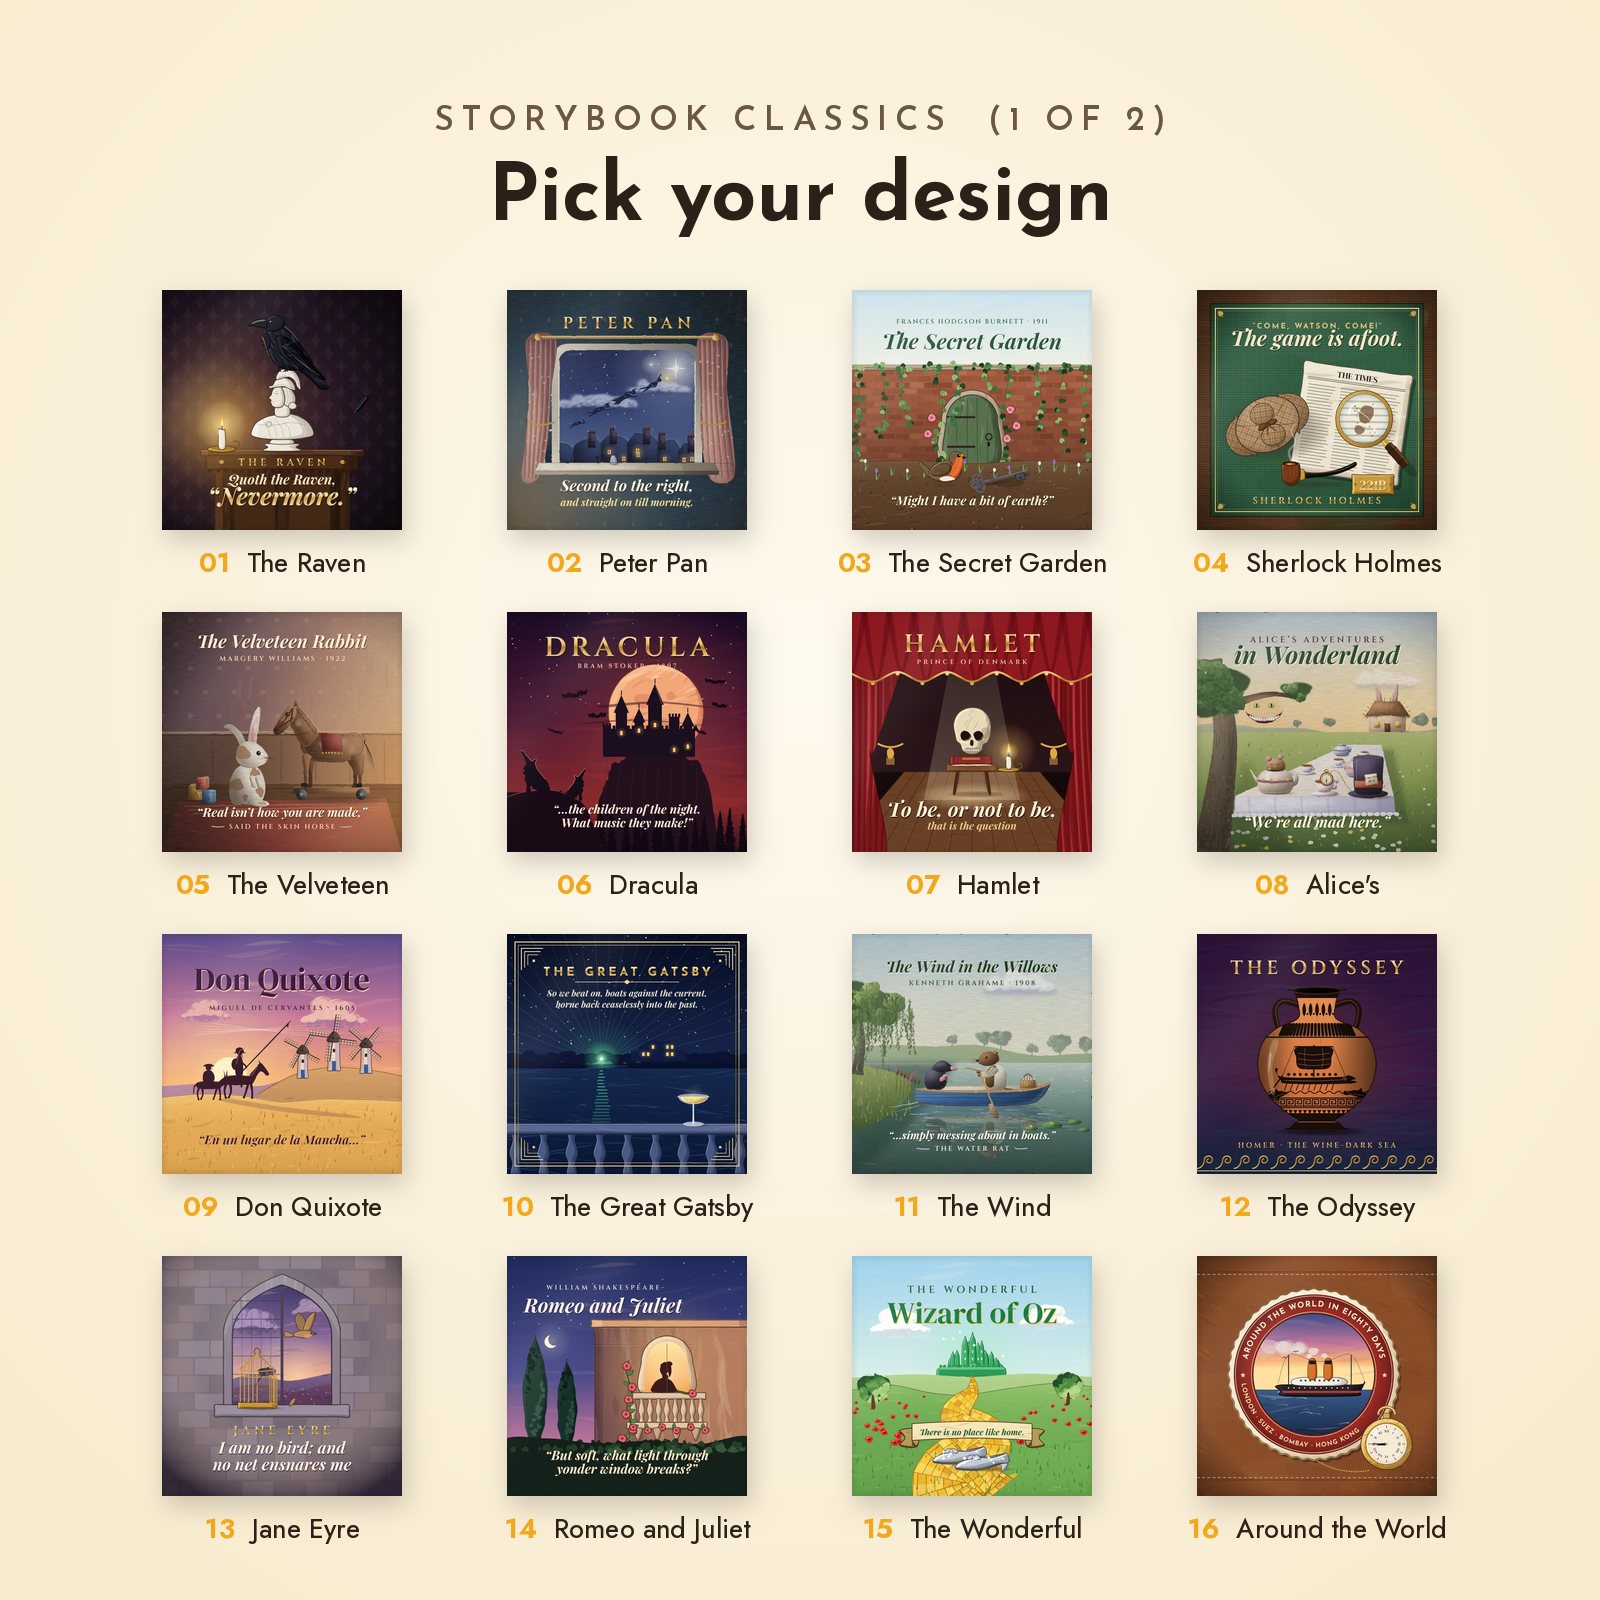 STORYBOOK CLASSICS (1 OF 2)
Pick your design
THE RAVEN
Quoth the Raven,
“Nevermore.”
01 The Raven
PETER PAN
Second to the right,
and straight on till morning.
02 Peter Pan
FRANCES HODGSON BURNETT · 1911
The Secret Garden
“Might I have a bit of earth?”
03 The Secret Garden
“COME, WATSON, COME!”
The game is afoot.
THE TIMES
221B
SHERLOCK HOLMES
04 Sherlock Holmes
The Velveteen Rabbit
MARGERY WILLIAMS · 1922
“Real isn't how you are made,”
— SAID THE SKIN HORSE —
05 The Velveteen
DRACULA
BRAM STOKER · 1897
“...the children of the night.
What music they make!”
06 Dracula
HAMLET
PRINCE OF DENMARK
To be, or not to be,
that is the question
07 Hamlet
ALICE'S ADVENTURES
in Wonderland
“We're all mad here.”
08 Alice's
Don Quixote
MIGUEL DE CERVANTES · 1605
“En un lugar de la Mancha...”
09 Don Quixote
THE GREAT GATSBY
So we beat on, boats against the current,
borne back ceaselessly into the past.
10 The Great Gatsby
The Wind in the Willows
KENNETH GRAHAME · 1908
“...simply messing about in boats.”
— THE WATER RAT —
11 The Wind
THE ODYSSEY
HOMER · THE WINE-DARK SEA
12 The Odyssey
JANE EYRE
I am no bird; and
no net ensnares me
13 Jane Eyre
WILLIAM SHAKESPEARE
Romeo and Juliet
“But soft, what light through
yonder window breaks?”
14 Romeo and Juliet
THE WONDERFUL
Wizard of Oz
There is no place like home.
15 The Wonderful
AROUND THE WORLD IN EIGHTY DAYS
LONDON · SUEZ · BOMBAY · HONG KONG
16 Around the World